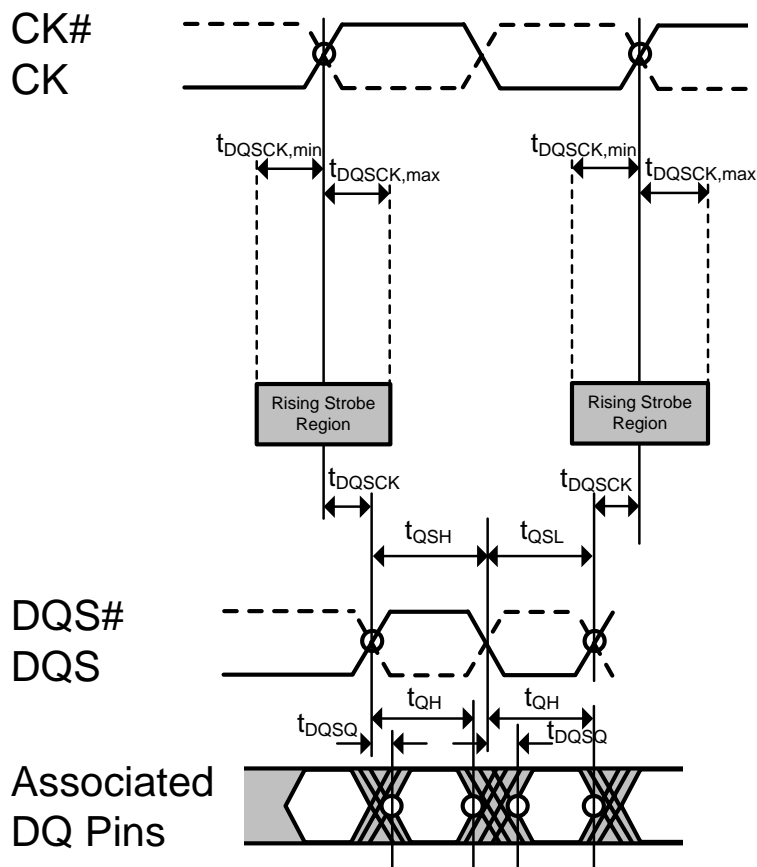 CK#
CK
tDQSCK,min
tDQSCK,max
tDQSCK,min
tDQSCK,max
Rising Strobe
Region
Rising Strobe
Region
tDQSCK
tDQSCK
tQSH
tQSL
DQS#
DQS
tQH
tQH
tDQSQ
tDQSQ
Associated
DQ Pins